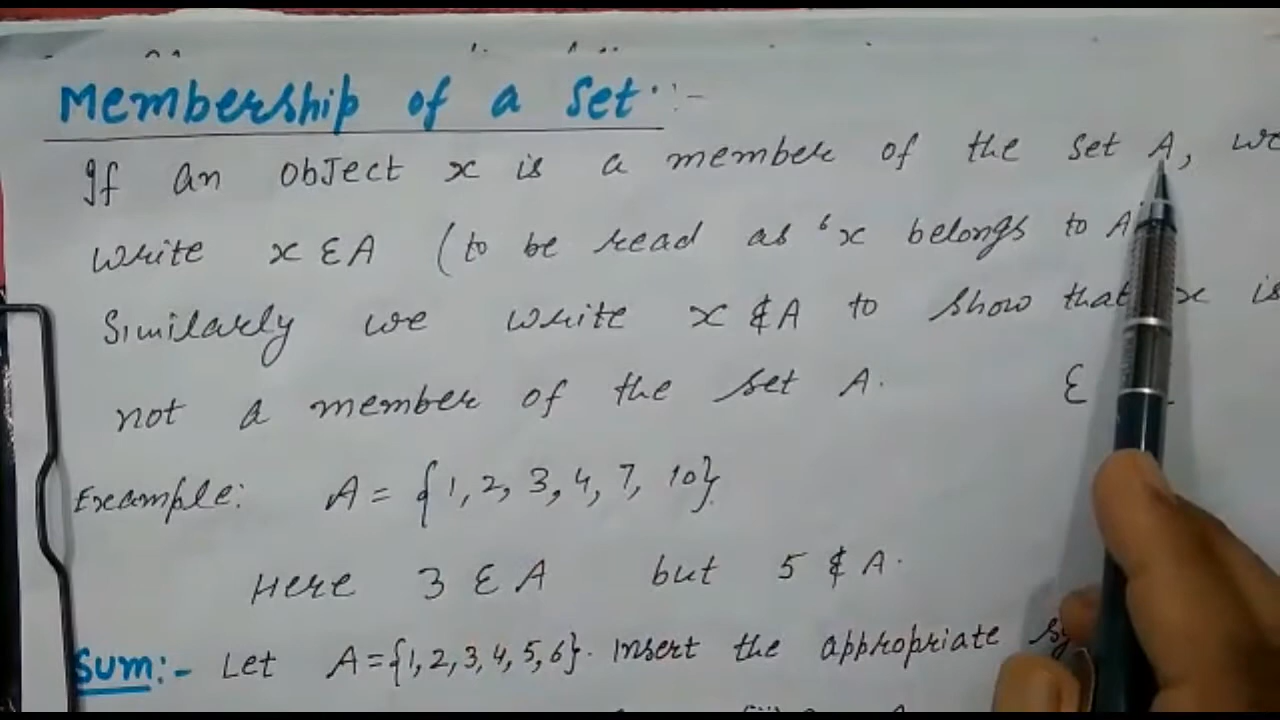 Membership of a Set :-
If an object x is a member of the set A, we
write x ∈ A (to be read as 'x belongs to A
Similarly we write x ∉ A to show that x is
not a member of the set A. ∈
Example: A = {1, 2, 3, 4, 7, 10}
Here 3 ∈ A but 5 ∉ A.
Sum:- Let A = {1, 2, 3, 4, 5, 6}. Insert the appropriate